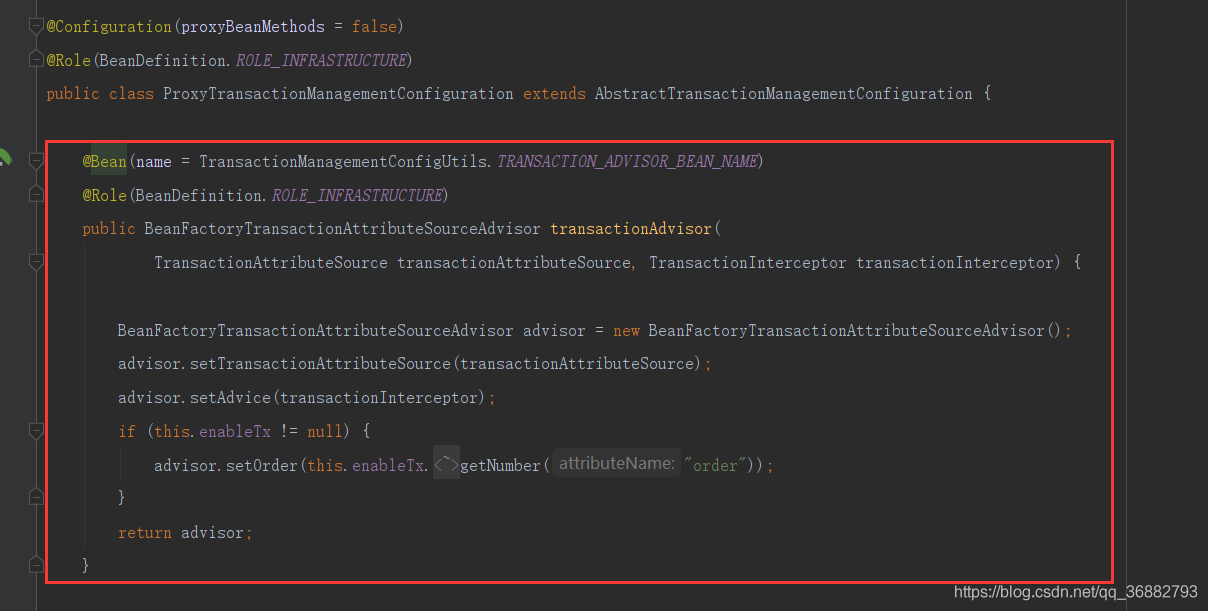 @Configuration(proxyBeanMethods = false)
@Role(BeanDefinition.ROLE_INFRASTRUCTURE)
public class ProxyTransactionManagementConfiguration extends AbstractTransactionManagementConfiguration {
@Bean(name = TransactionManagementConfigUtils.TRANSACTION_ADVISOR_BEAN_NAME)
@Role(BeanDefinition.ROLE_INFRASTRUCTURE)
public BeanFactoryTransactionAttributeSourceAdvisor transactionAdvisor(
TransactionAttributeSource transactionAttributeSource, TransactionInterceptor transactionInterceptor) {
BeanFactoryTransactionAttributeSourceAdvisor advisor = new BeanFactoryTransactionAttributeSourceAdvisor();
advisor.setTransactionAttributeSource(transactionAttributeSource);
advisor.setAdvice(transactionInterceptor);
if (this.enableTx != null) {
advisor.setOrder(this.enableTx.<~>getNumber( attributeName: "order"));
}
return advisor;
}
https://blog.csdn.net/qq_36882793